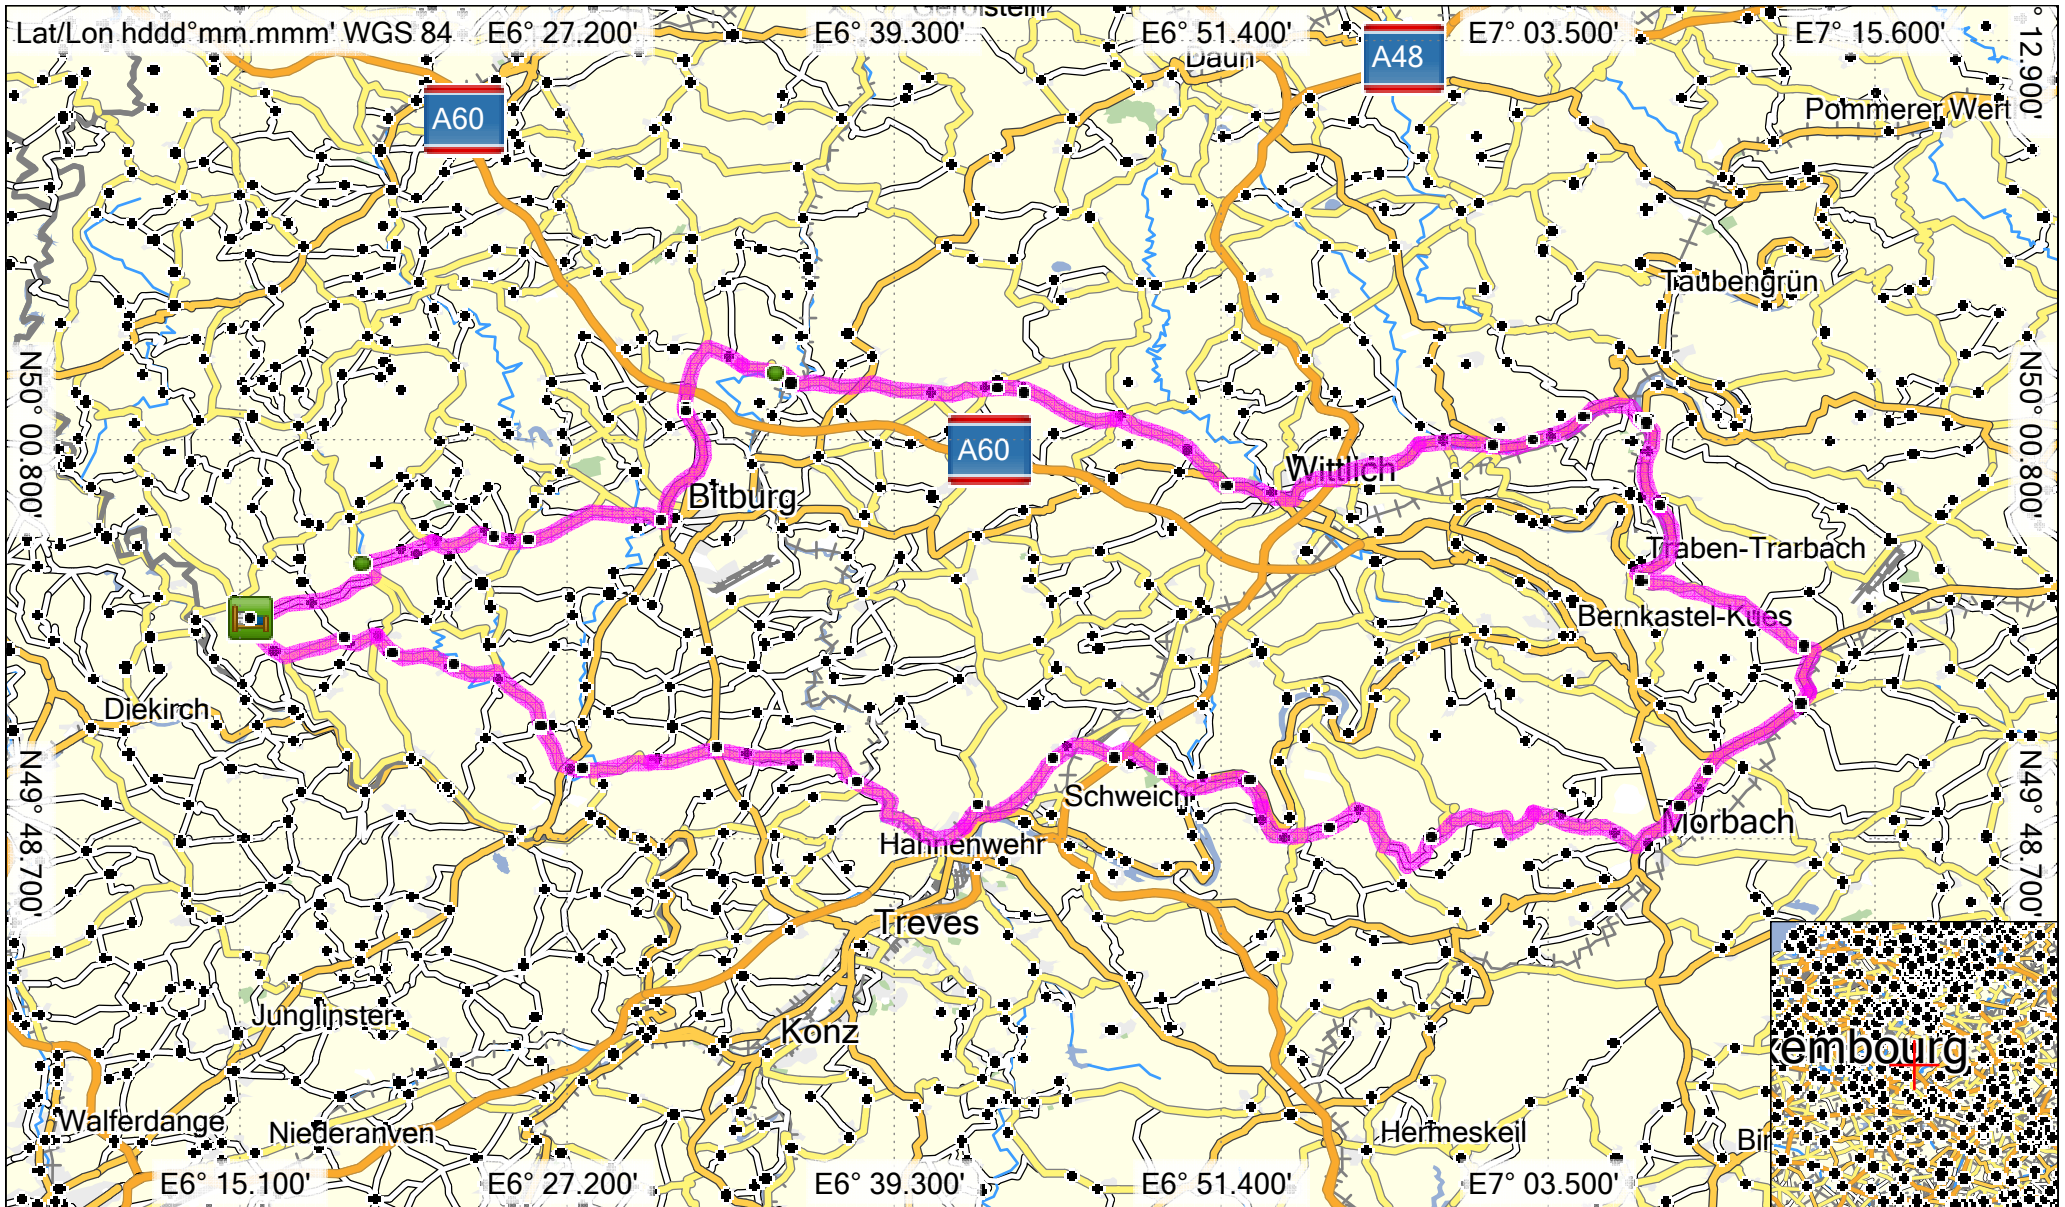 Gerolstein
Lat/Lon hddd°mm.mmm' WGS 84
E6° 27.200'
E6° 39.300'
E6° 51.400'
E7° 03.500'
E7° 15.600'
° 12.900'
Daun
A48
A60
Pommerer Wert
Taubengrün
N50° 00.800'
N50° 00.800'
A60
Wittlich
Bitburg
Traben-Trarbach
Bernkastel-Kues
Diekirch
N49° 48.700'
N49° 48.700'
Schweich
Morbach
Hahnenwehr
Treves
Junglinster
Konz
xembourg
Walferdange
Niederanven
Hermeskeil
Bir
E6° 15.100'
E6° 27.200'
E6° 39.300'
E6° 51.400'
E7° 03.500'